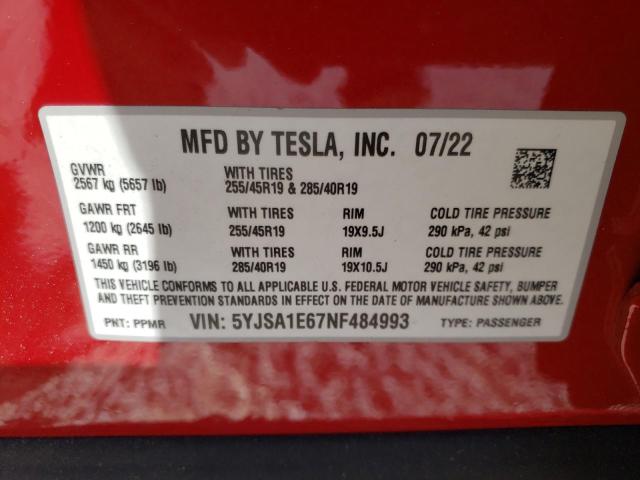 MFD BY TESLA, INC. 07/22
GVWR
2567 kg (5657 lb)
WITH TIRES
255/45R19 & 285/40R19
GAWR FRT WITH TIRES RIM COLD TIRE PRESSURE
1200 kg (2645 lb) 255/45R19 19X9.5J 290 kPa, 42 psi
GAWR RR WITH TIRES RIM COLD TIRE PRESSURE
1450 kg (3196 lb) 285/40R19 19X10.5J 290 kPa, 42 psi
THIS VEHICLE CONFORMS TO ALL APPLICABLE U.S. FEDERAL MOTOR VEHICLE SAFETY, BUMPER
AND THEFT PREVENTION STANDARDS IN EFFECT ON THE DATE OF MANUFACTURE SHOWN ABOVE.
PNT: PPMR VIN: 5YJSA1E67NF484993 TYPE: PASSENGER